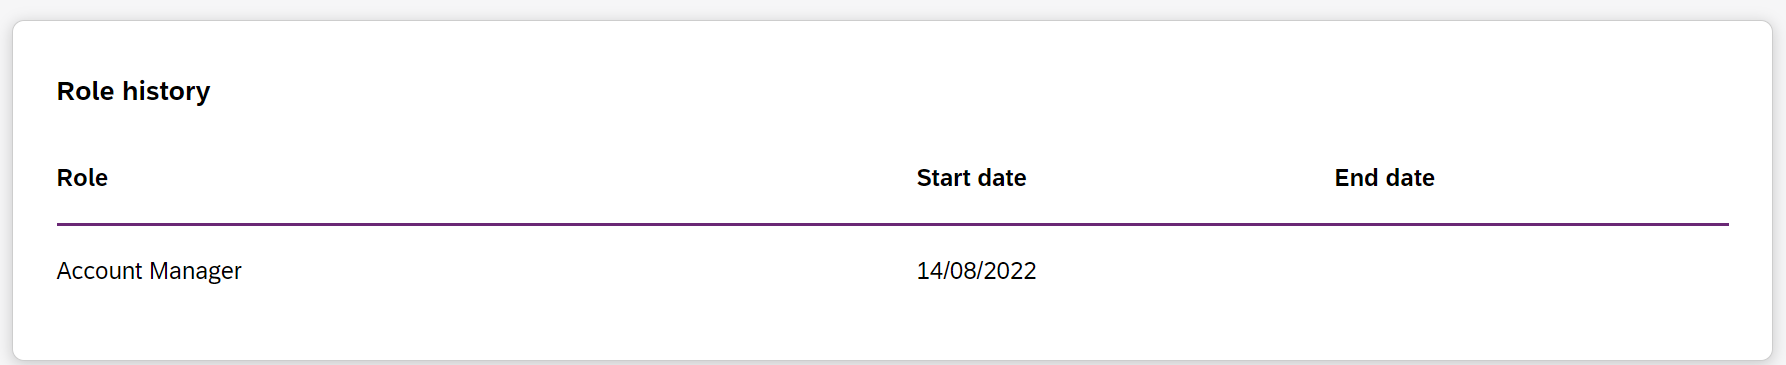 Role history
Role Start date End date
Account Manager 14/08/2022